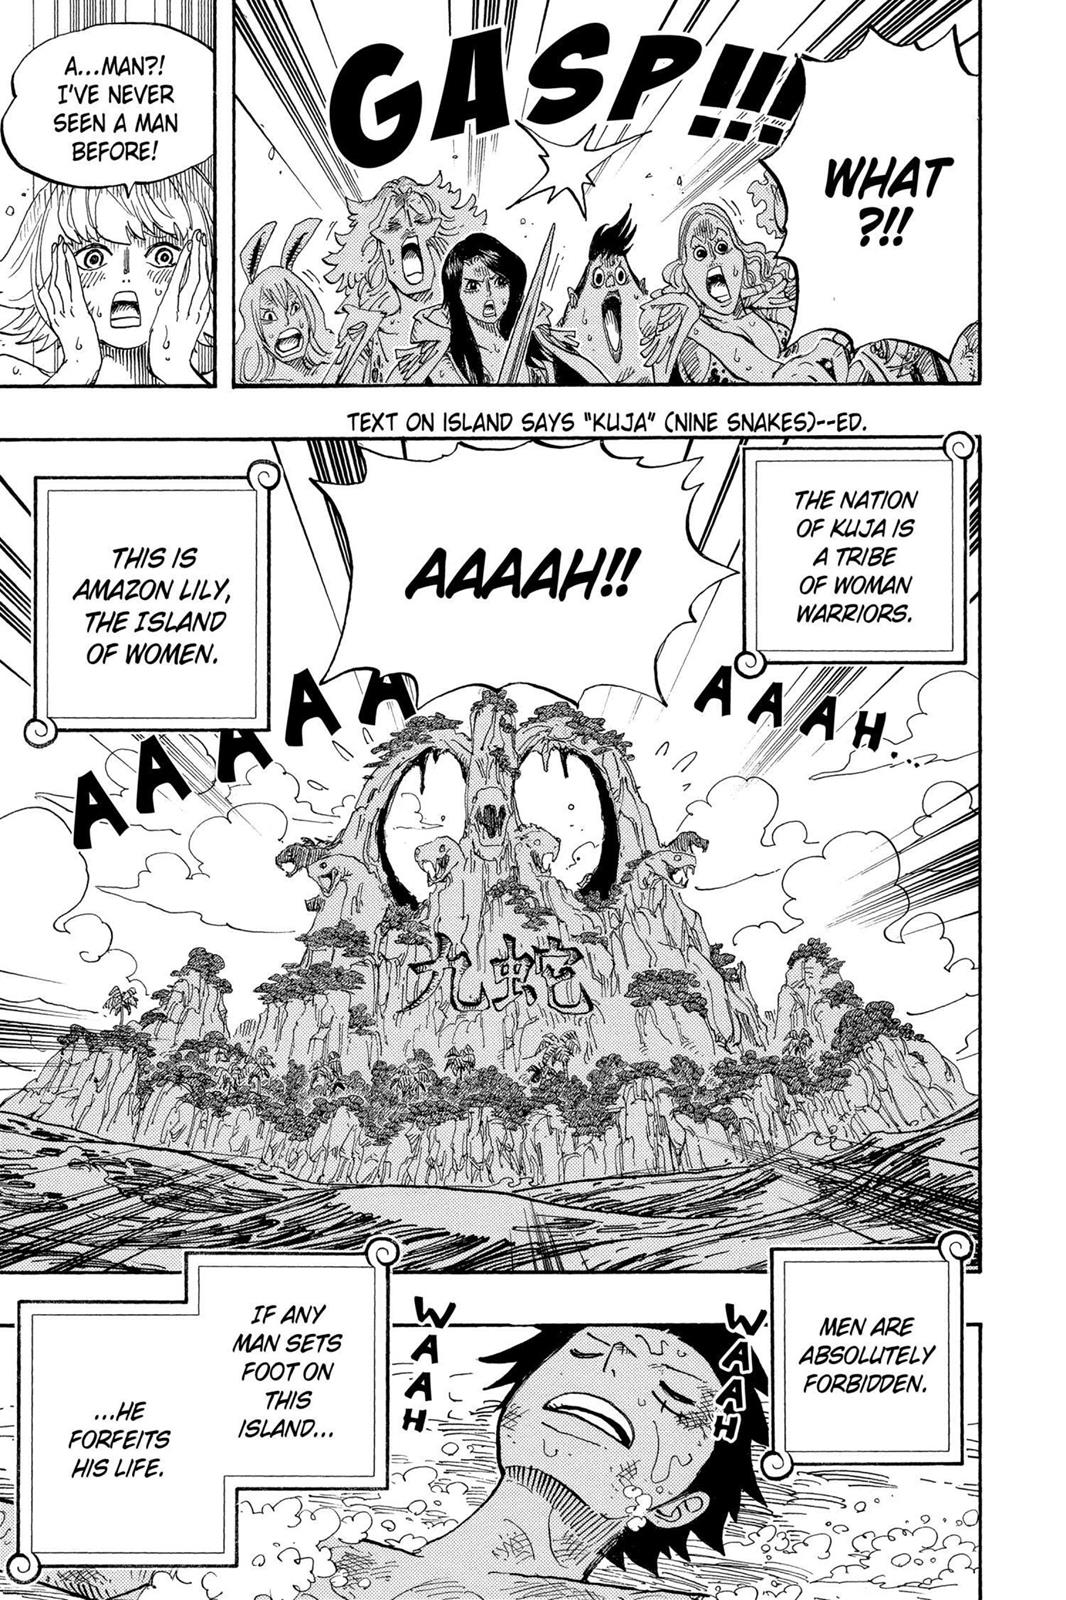 WHAT
?!!
GASP!!!
A...MAN?!
I'VE NEVER
SEEN A MAN
BEFORE!
TEXT ON ISLAND SAYS "KUJA" (NINE SNAKES)--ED.
THE NATION
OF KUJA IS
A TRIBE
OF WOMAN
WARRIORS.
AAAAH!!
THIS IS
AMAZON LILY,
THE ISLAND
OF WOMEN.
AAAH..
AAAAAH
九蛇
MEN ARE
ABSOLUTELY
FORBIDDEN.
WAAH
WAAH
IF ANY
MAN SETS
FOOT ON
THIS
ISLAND...
...HE
FORFEITS
HIS LIFE.